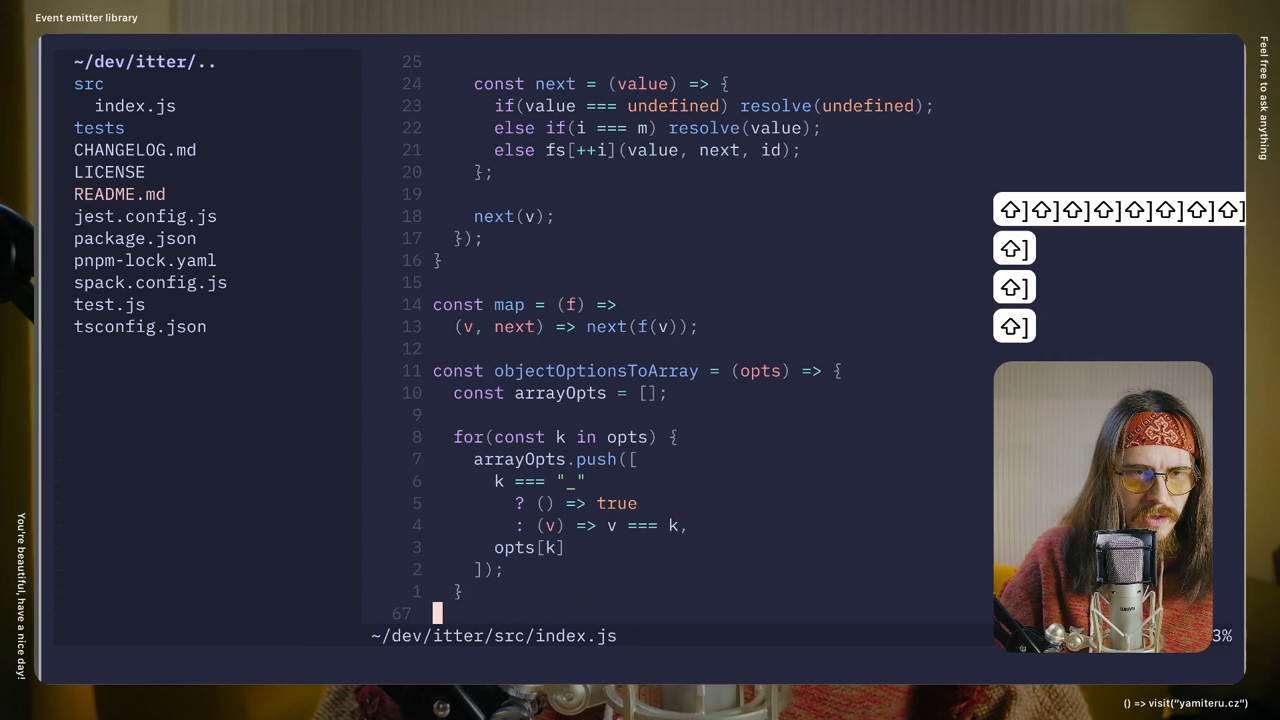 Event emitter library
Feel free to ask anything
You're beautiful, have a nice day!
~/dev/itter/..
src
index.js
tests
CHANGELOG.md
LICENSE
README.md
jest.config.js
package.json
pnpm-lock.yaml
spack.config.js
test.js
tsconfig.json
25
24 const next = (value) => {
23 if(value === undefined) resolve(undefined);
22 else if(i === m) resolve(value);
21 else fs[++i](value, next, id);
20 };
19
18 next(v);
17 });
16 }
15
14 const map = (f) =>
13 (v, next) => next(f(v));
12
11 const objectOptionsToArray = (opts) => {
10 const arrayOpts = [];
9
8 for(const k in opts) {
7 arrayOpts.push([
6 k === "_"
5 ? () => true
4 : (v) => v === k,
3 opts[k]
2 ]);
1 }
67
~/dev/itter/src/index.js
3%
⇧]⇧]⇧]⇧]⇧]⇧]⇧]⇧]
⇧]
⇧]
⇧]
() => visit("yamiteru.cz")